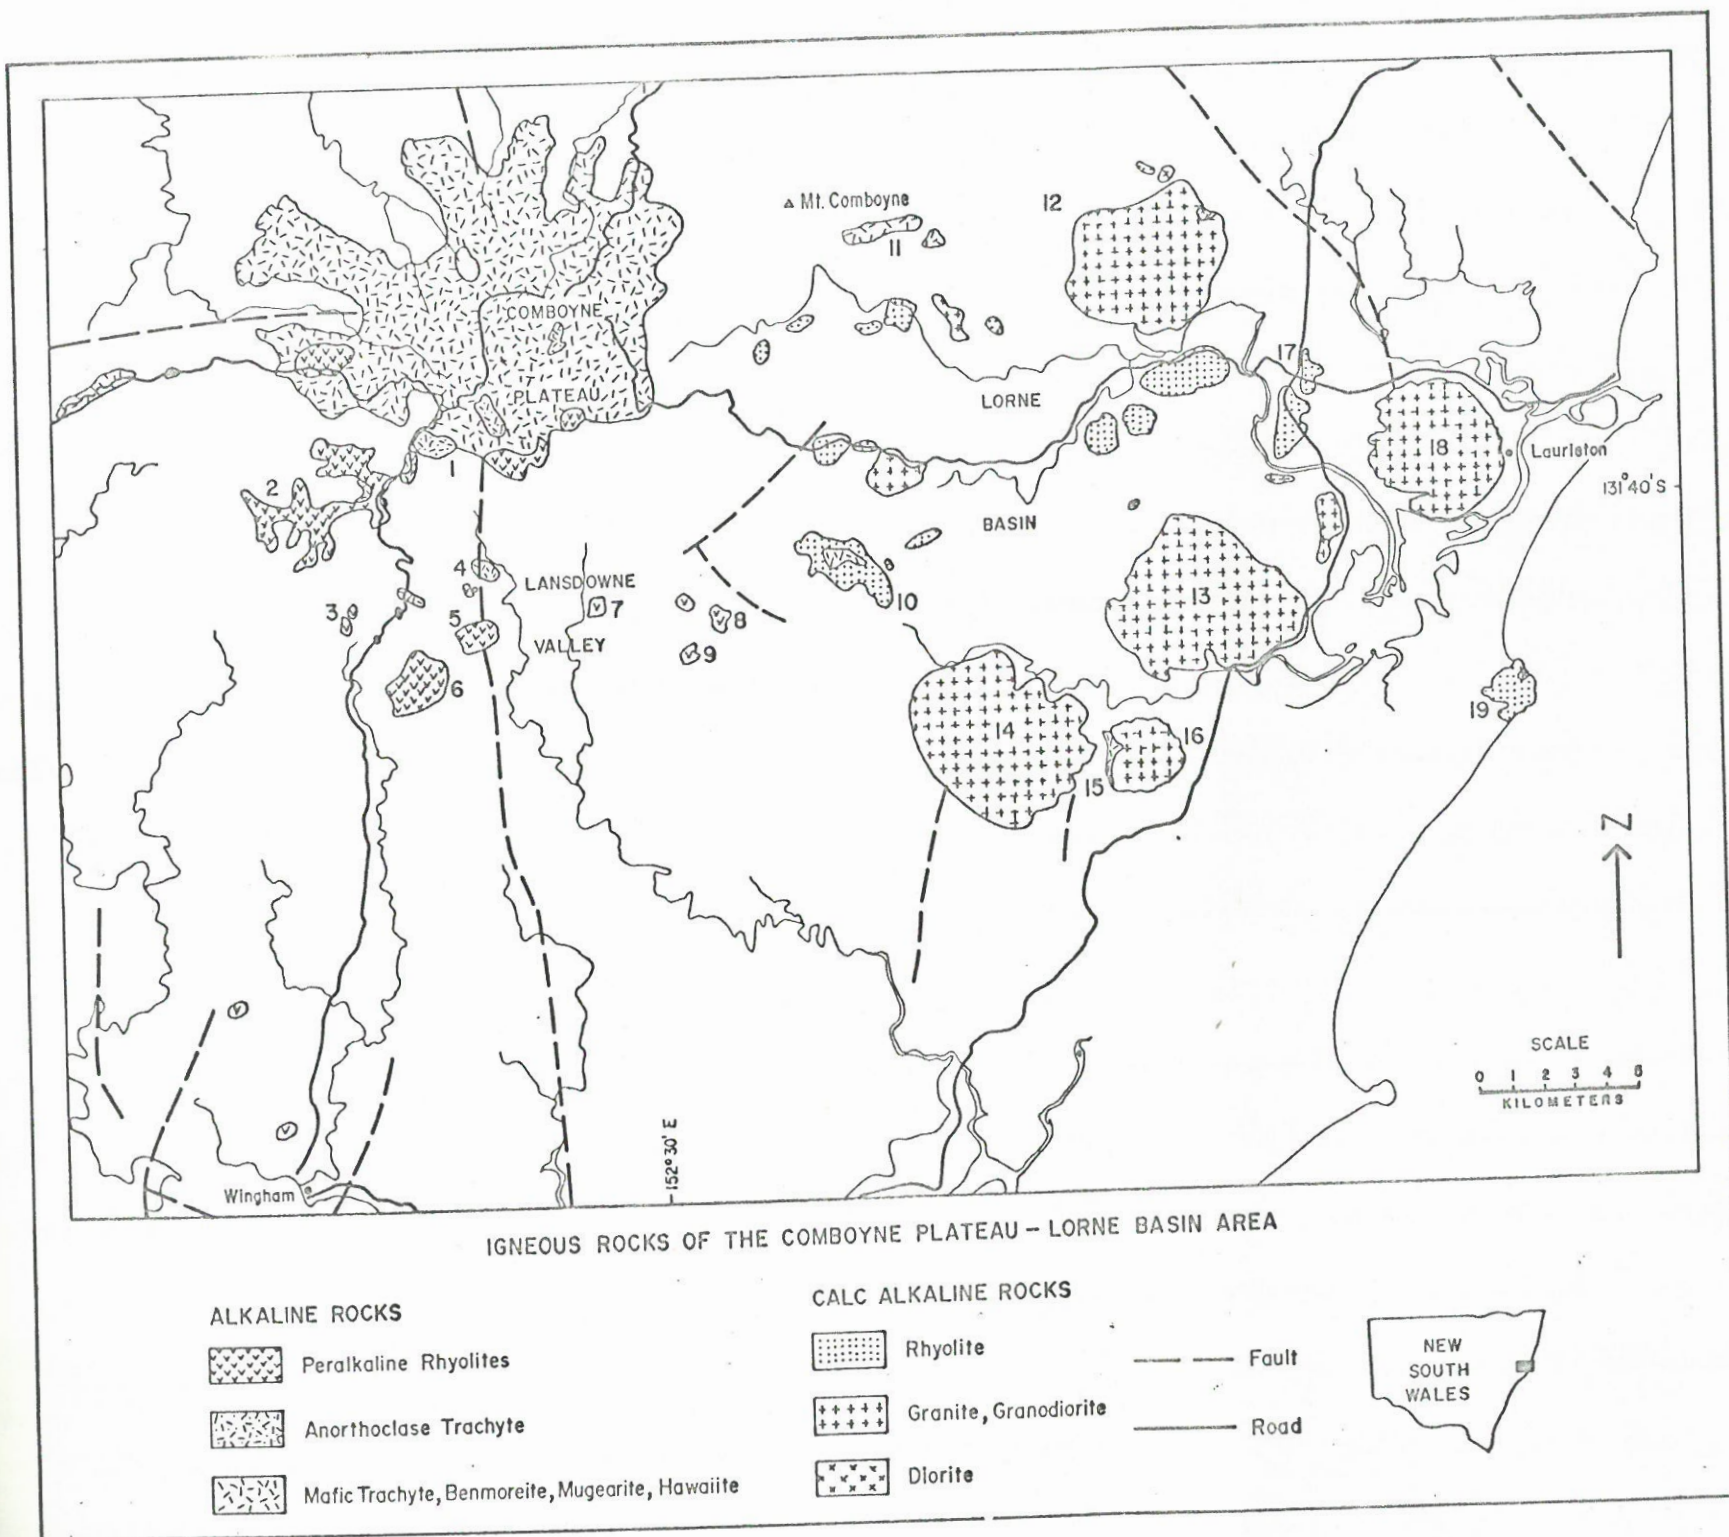 12
Mt. Comboyne
11
COMBOYNE
17
PLATEAU
LORNE
18
Laurieton
1
2
131°40'S
BASIN
4
LANSDOWNE
3
7
10
13
5
8
VALLEY
9
6
19
14
16
15
N
SCALE
0 1 2 3 4 5
KILOMETERS
152°30' E
Wingham
IGNEOUS ROCKS OF THE COMBOYNE PLATEAU – LORNE BASIN AREA
ALKALINE ROCKS
Peralkaline Rhyolites
Anorthoclase Trachyte
Mafic Trachyte, Benmoreite, Mugearite, Hawaiite
CALC ALKALINE ROCKS
Rhyolite
Granite, Granodiorite
Diorite
Fault
Road
NEW
SOUTH
WALES